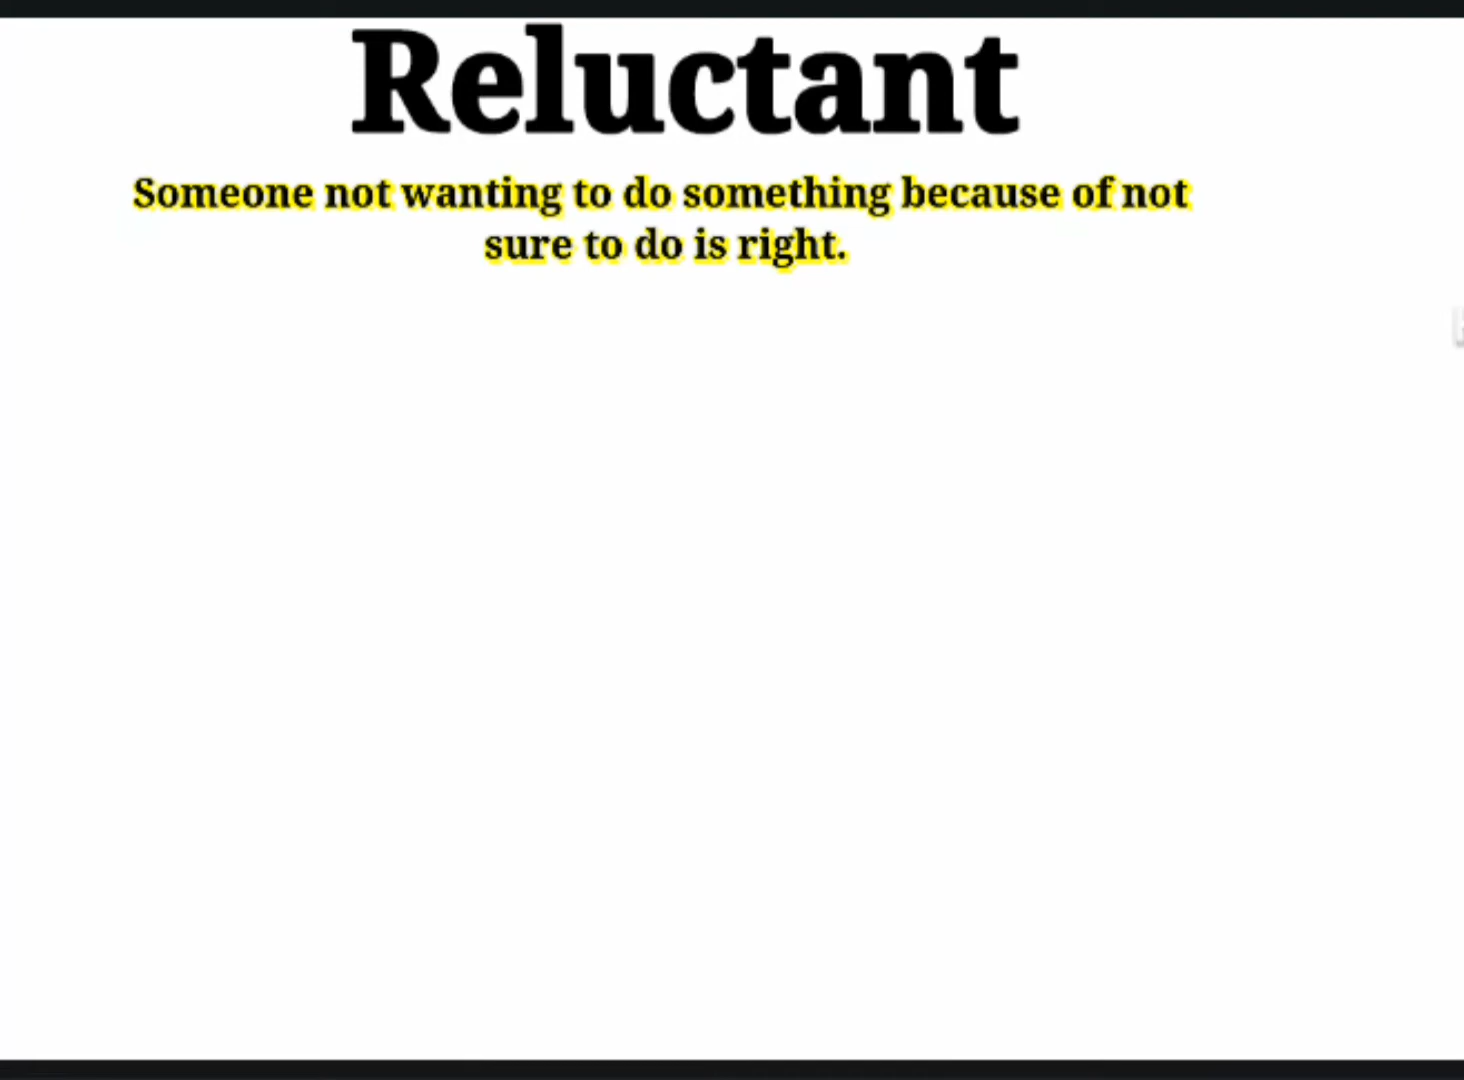 Reluctant
Someone not wanting to do something because of not
sure to do is right.